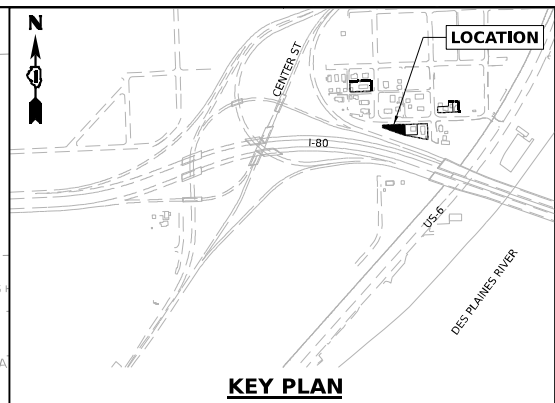 N
LOCATION
CENTER ST
I-80
US-6
DES PLAINES RIVER
KEY PLAN